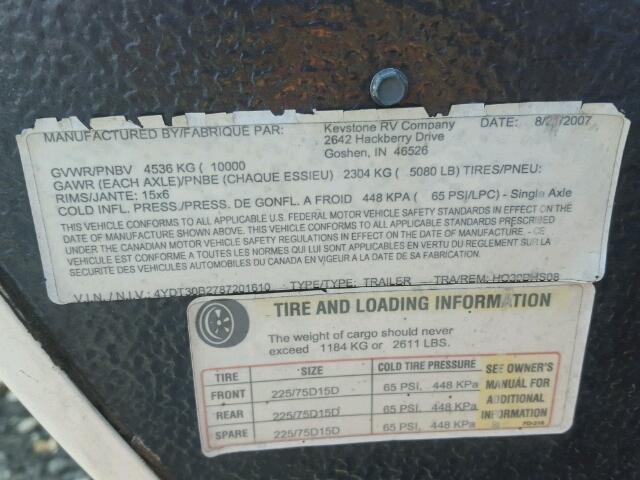 MANUFACTURED BY/FABRIQUE PAR: Keystone RV Company DATE: 8/21/2007
2642 Hackberry Drive
Goshen, IN 46526
GVWR/PNBV 4536 KG ( 10000
GAWR (EACH AXLE)/PNBE (CHAQUE ESSIEU) 2304 KG ( 5080 LB) TIRES/PNEU:
RIMS/JANTE: 15x6
COLD INFL. PRESS./PRESS. DE GONFL. A FROID 448 KPA ( 65 PSI/LPC) - Single Axle
THIS VEHICLE CONFORMS TO ALL APPLICABLE U.S. FEDERAL MOTOR VEHICLE SAFETY STANDARDS IN EFFECT ON THE
DATE OF MANUFACTURE SHOWN ABOVE. / THIS VEHICLE CONFORMS TO ALL APPLICABLE STANDARDS PRESCRIBED
UNDER THE CANADIAN MOTOR VEHICLE SAFETY REGULATIONS IN EFFECT ON THE DATE OF MANUFACTURE - CE
VEHICULE EST CONFORME A TOUTES LES NORMES QUI LUI SONT APPLICABLES EN VERTU DU REGLEMENT SUR LA
SECURITE DES VEHICULES AUTOMOBILES DU CANADA EN VIGUEUR A LA DATE DE SA FABRICATION.
V.I.N. / N.I.V.: 4YDT30B2787201610 TYPE/TYPE: TRAILER TRA/REM: HO30BHS08
TIRE AND LOADING INFORMATION
The weight of cargo should never
exceed 1184 KG or 2611 LBS.
TIRE SIZE COLD TIRE PRESSURE
FRONT 225/75D15D 65 PSI, 448 KPa
REAR 225/75D15D 65 PSI, 448 KPa
SPARE 225/75D15D 65 PSI, 448 KPa
SEE OWNER'S
MANUAL FOR
ADDITIONAL
INFORMATION